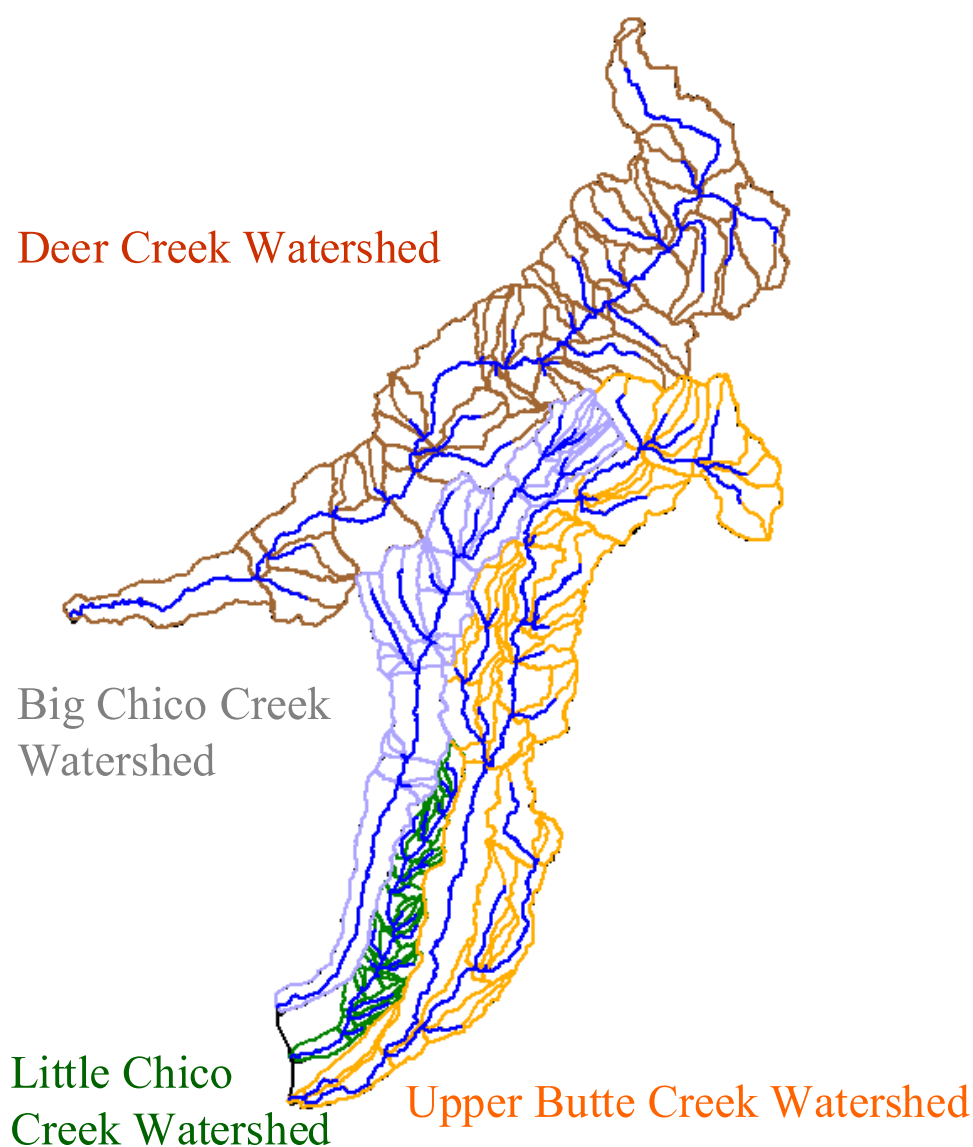 Deer Creek Watershed
Big Chico Creek
Watershed
Little Chico
Creek Watershed
Upper Butte Creek Watershed